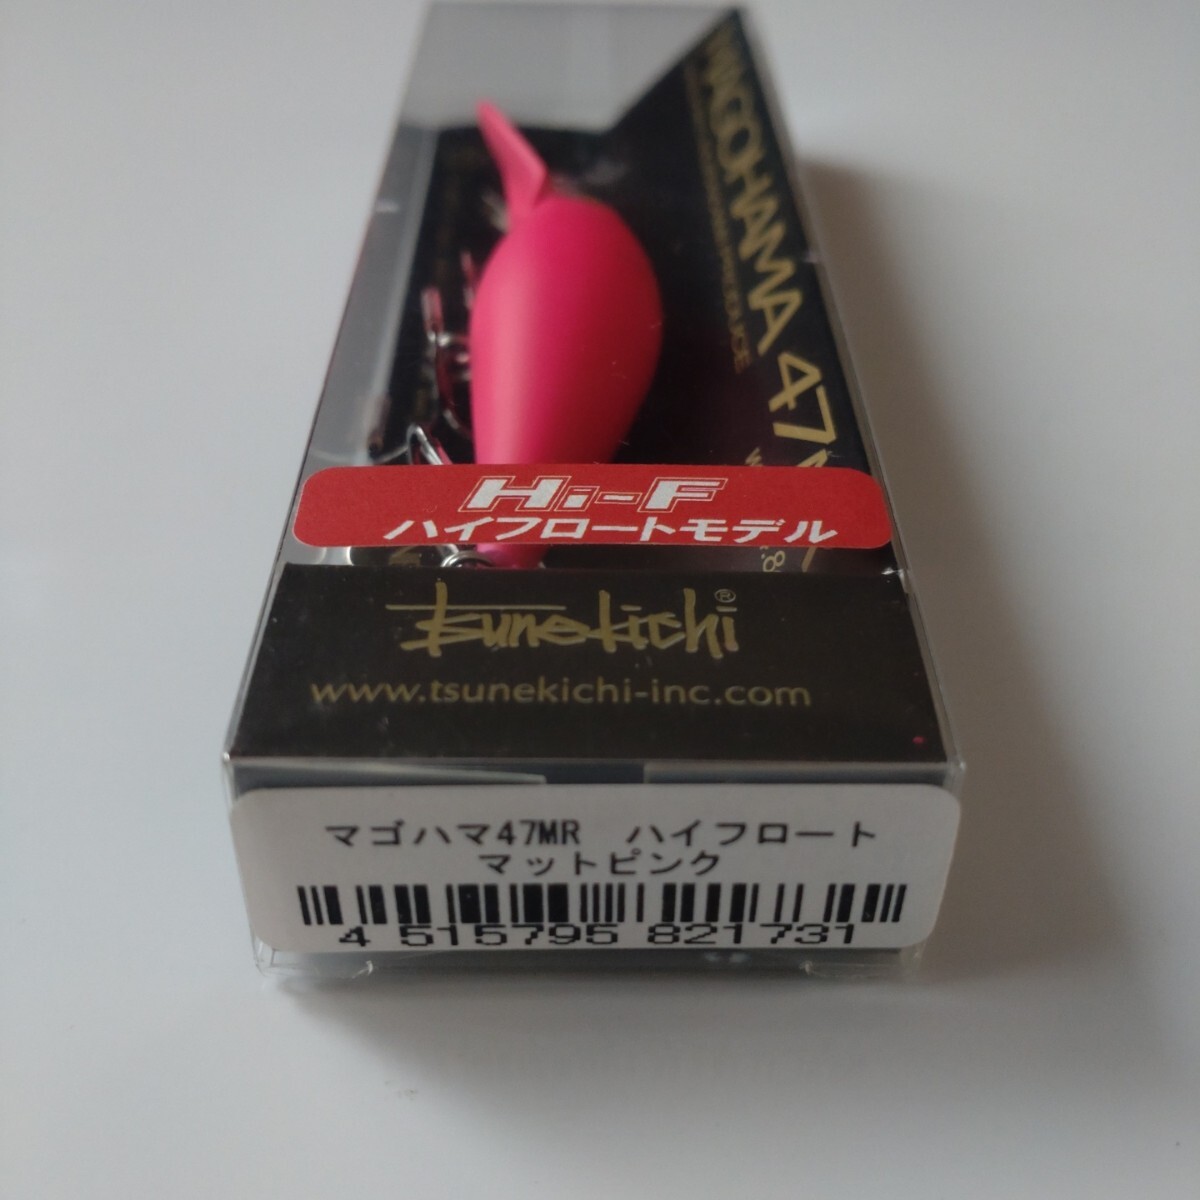 MAGOHAMA 47
PRODUCE
Hi-F
ハイフロートモデル
Tsunekichi®
www.tsunekichi-inc.com
マゴハマ47MR ハイフロート
マットピンク
4 515795 821731